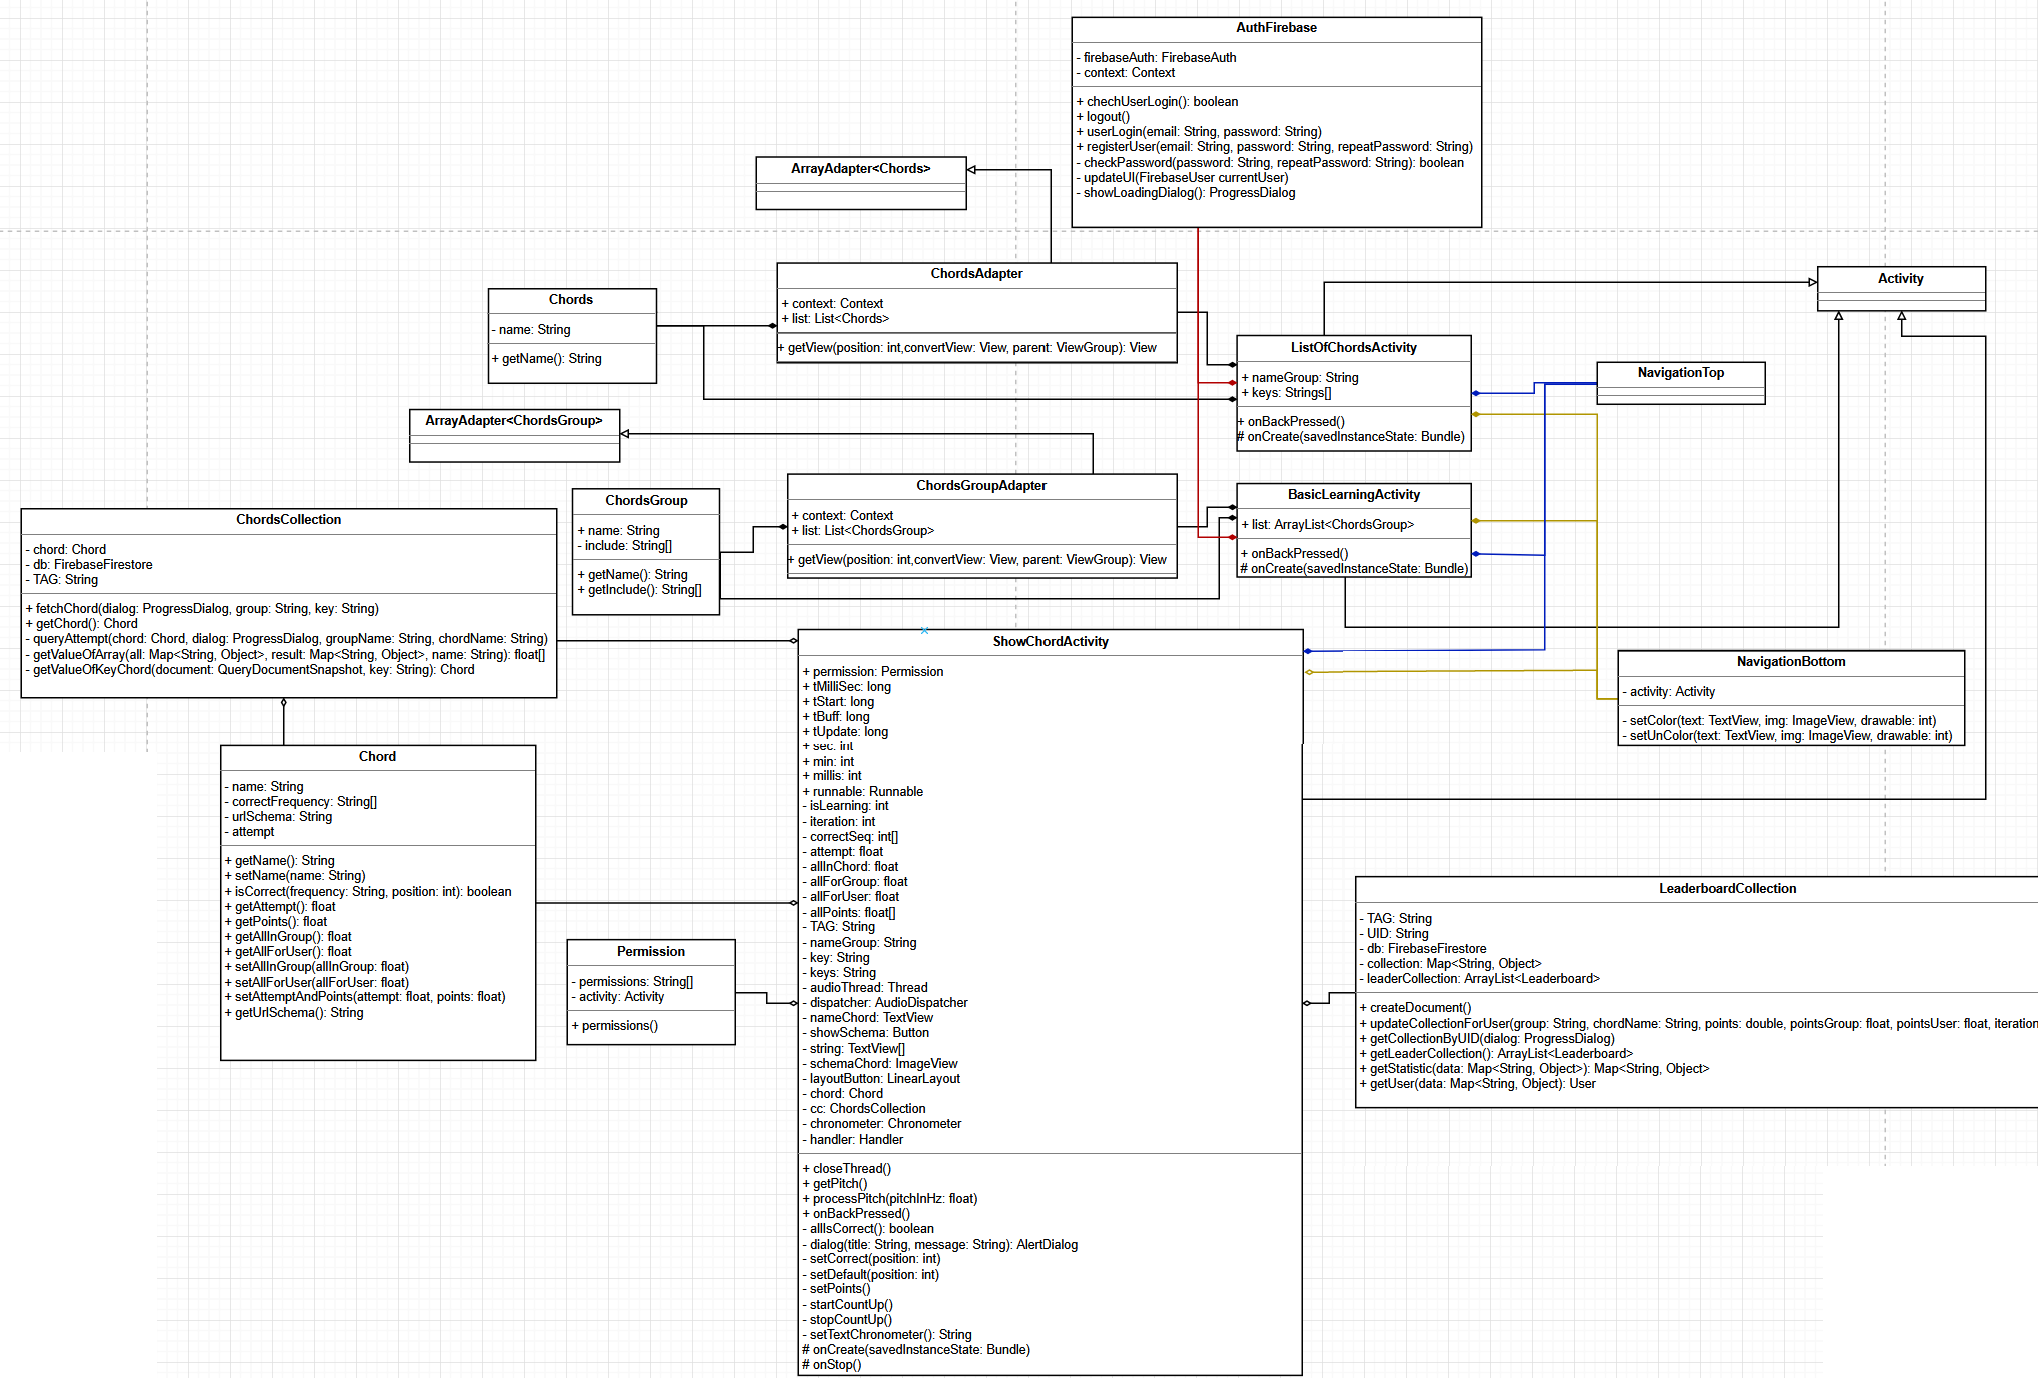 AuthFirebase
- firebaseAuth: FirebaseAuth
- context: Context
+ chechUserLogin(): boolean
+ logout()
+ userLogin(email: String, password: String)
+ registerUser(email: String, password: String, repeatPassword: String)
- checkPassword(password: String, repeatPassword: String): boolean
- updateUI(FirebaseUser currentUser)
- showLoadingDialog(): ProgressDialog
ArrayAdapter<Chords>
ChordsAdapter
+ context: Context
+ list: List<Chords>
+ getView(position: int,convertView: View, parent: ViewGroup): View
Chords
- name: String
+ getName(): String
Activity
ListOfChordsActivity
+ nameGroup: String
+ keys: Strings[]
+ onBackPressed()
# onCreate(savedInstanceState: Bundle)
NavigationTop
ArrayAdapter<ChordsGroup>
ChordsGroupAdapter
+ context: Context
+ list: List<ChordsGroup>
+ getView(position: int,convertView: View, parent: ViewGroup): View
ChordsGroup
+ name: String
- include: String[]
+ getName(): String
+ getInclude(): String[]
BasicLearningActivity
+ list: ArrayList<ChordsGroup>
+ onBackPressed()
# onCreate(savedInstanceState: Bundle)
ChordsCollection
- chord: Chord
- db: FirebaseFirestore
- TAG: String
+ fetchChord(dialog: ProgressDialog, group: String, key: String)
+ getChord(): Chord
- queryAttempt(chord: Chord, dialog: ProgressDialog, groupName: String, chordName: String)
- getValueOfArray(all: Map<String, Object>, result: Map<String, Object>, name: String): float[]
- getValueOfKeyChord(document: QueryDocumentSnapshot, key: String): Chord
NavigationBottom
- activity: Activity
- setColor(text: TextView, img: ImageView, drawable: int)
- setUnColor(text: TextView, img: ImageView, drawable: int)
ShowChordActivity
+ permission: Permission
+ tMilliSec: long
+ tStart: long
+ tBuff: long
+ tUpdate: long
+ sec: int
+ min: int
+ millis: int
+ runnable: Runnable
- isLearning: int
- iteration: int
- correctSeq: int[]
- attempt: float
- allInChord: float
- allForGroup: float
- allForUser: float
- allPoints: float[]
- TAG: String
- nameGroup: String
- key: String
- keys: String
- audioThread: Thread
- dispatcher: AudioDispatcher
- nameChord: TextView
- showSchema: Button
- string: TextView[]
- schemaChord: ImageView
- layoutButton: LinearLayout
- chord: Chord
- cc: ChordsCollection
- chronometer: Chronometer
- handler: Handler
+ closeThread()
+ getPitch()
+ processPitch(pitchInHz: float)
+ onBackPressed()
- allIsCorrect(): boolean
- dialog(title: String, message: String): AlertDialog
- setCorrect(position: int)
- setDefault(position: int)
- setPoints()
- startCountUp()
- stopCountUp()
- setTextChronometer(): String
# onCreate(savedInstanceState: Bundle)
# onStop()
Chord
- name: String
- correctFrequency: String[]
- urlSchema: String
- attempt
+ getName(): String
+ setName(name: String)
+ isCorrect(frequency: String, position: int): boolean
+ getAttempt(): float
+ getPoints(): float
+ getAllInGroup(): float
+ getAllForUser(): float
+ setAllInGroup(allInGroup: float)
+ setAllForUser(allForUser: float)
+ setAttemptAndPoints(attempt: float, points: float)
+ getUrlSchema(): String
Permission
- permissions: String[]
- activity: Activity
+ permissions()
LeaderboardCollection
- TAG: String
- UID: String
- db: FirebaseFirestore
- collection: Map<String, Object>
- leaderCollection: ArrayList<Leaderboard>
+ createDocument()
+ updateCollectionForUser(group: String, chordName: String, points: double, pointsGroup: float, pointsUser: float, iteration
+ getCollectionByUID(dialog: ProgressDialog)
+ getLeaderCollection(): ArrayList<Leaderboard>
+ getStatistic(data: Map<String, Object>): Map<String, Object>
+ getUser(data: Map<String, Object): User